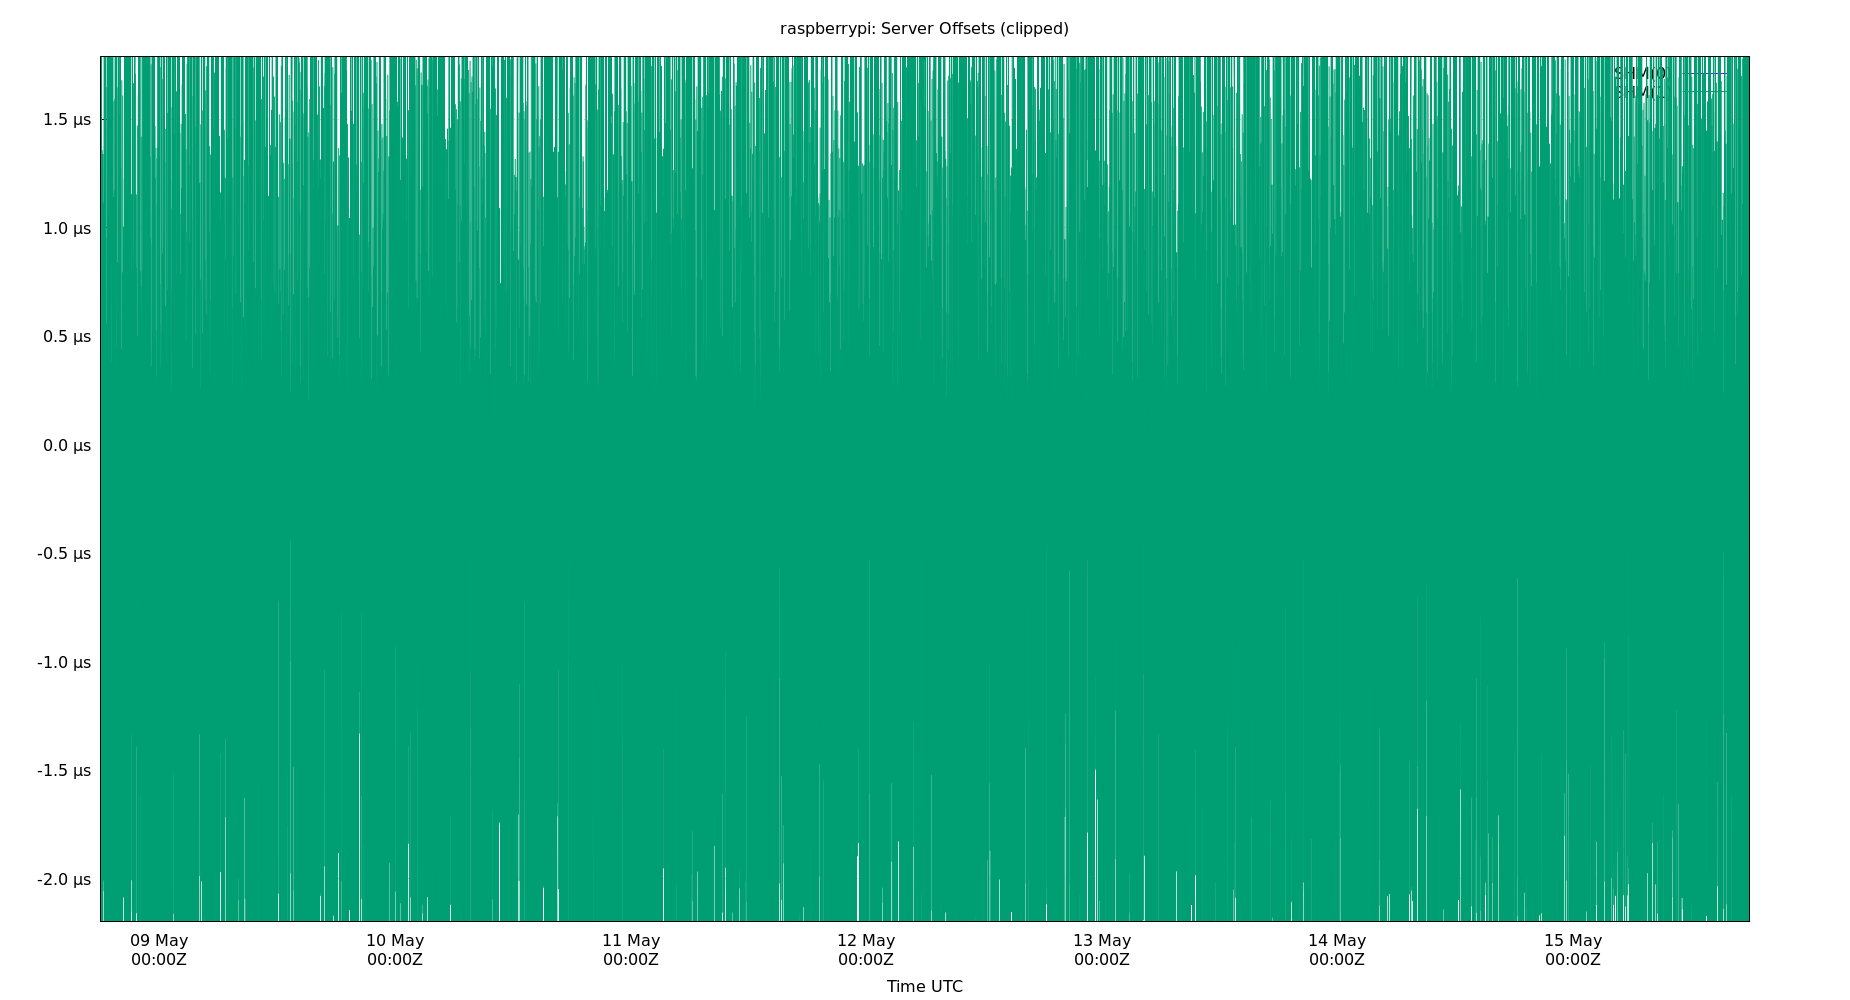 raspberrypi: Server Offsets (clipped)
SHM(0)
1.5 µs
1.0 µs
0.5 µs
0.0 µs
-0.5 µs
-1.0 µs
-1.5 µs
-2.0 µs
09 May 10 May 11 May 12 May 13 May 14 May 15 May
00:00Z 00:00Z 00:00Z 00:00Z 00:00Z 00:00Z 00:00Z
Time UTC